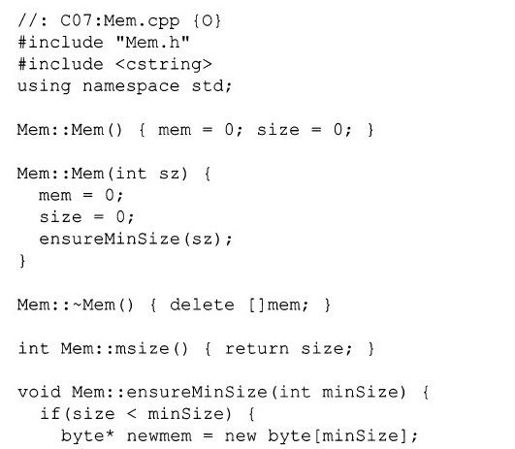 //: C07:Mem.cpp {O}
#include "Mem.h"
#include <cstring>
using namespace std;
Mem::Mem() { mem = 0; size = 0; }
Mem::Mem(int sz) {
mem = 0;
size = 0;
ensureMinSize(sz);
}
Mem::~Mem() { delete []mem; }
int Mem::msize() { return size; }
void Mem::ensureMinSize(int minSize) {
if(size < minSize) {
byte* newmem = new byte[minSize];